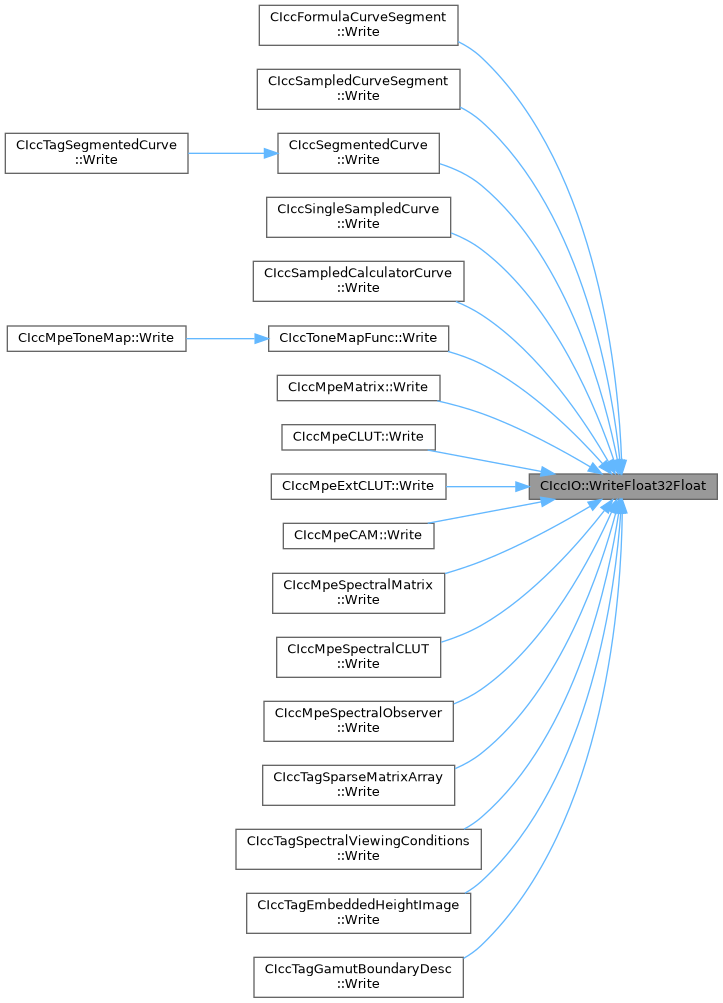 CIccFormulaCurveSegment
::Write
CIccSampledCurveSegment
::Write
CIccTagSegmentedCurve
::Write
CIccSegmentedCurve
::Write
CIccSingleSampledCurve
::Write
CIccSampledCalculatorCurve
::Write
CIccMpeToneMap::Write
CIccToneMapFunc::Write
CIccMpeMatrix::Write
CIccMpeCLUT::Write
CIccMpeExtCLUT::Write
CIccIO::WriteFloat32Float
CIccMpeCAM::Write
CIccMpeSpectralMatrix
::Write
CIccMpeSpectralCLUT
::Write
CIccMpeSpectralObserver
::Write
CIccTagSparseMatrixArray
::Write
CIccTagSpectralViewingConditions
::Write
CIccTagEmbeddedHeightImage
::Write
CIccTagGamutBoundaryDesc
::Write